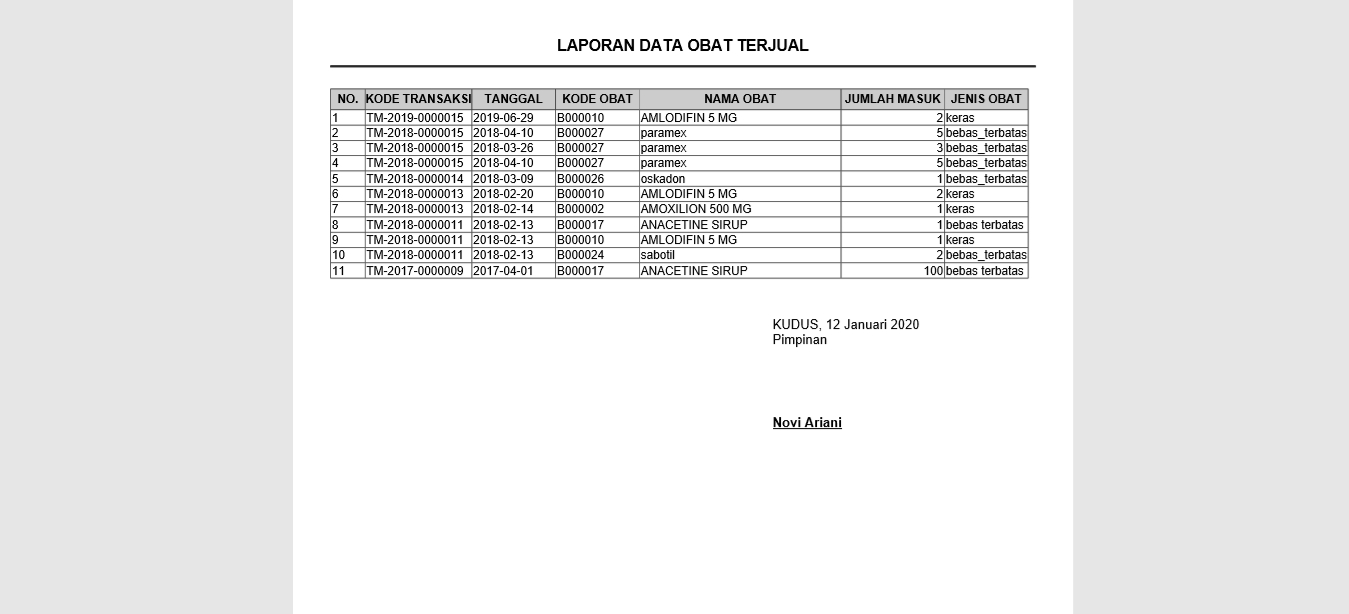 LAPORAN DATA OBAT TERJUAL
NO. KODE TRANSAKSI TANGGAL KODE OBAT NAMA OBAT JUMLAH MASUK JENIS OBAT
1 TM-2019-0000015 2019-06-29 B000010 AMLODIFIN 5 MG 2 keras
2 TM-2018-0000015 2018-04-10 B000027 paramex 5 bebas_terbatas
3 TM-2018-0000015 2018-03-26 B000027 paramex 3 bebas_terbatas
4 TM-2018-0000015 2018-04-10 B000027 paramex 5 bebas_terbatas
5 TM-2018-0000014 2018-03-09 B000026 oskadon 1 bebas_terbatas
6 TM-2018-0000013 2018-02-20 B000010 AMLODIFIN 5 MG 2 keras
7 TM-2018-0000013 2018-02-14 B000002 AMOXILION 500 MG 1 keras
8 TM-2018-0000011 2018-02-13 B000017 ANACETINE SIRUP 1 bebas terbatas
9 TM-2018-0000011 2018-02-13 B000010 AMLODIFIN 5 MG 1 keras
10 TM-2018-0000011 2018-02-13 B000024 sabotil 2 bebas_terbatas
11 TM-2017-0000009 2017-04-01 B000017 ANACETINE SIRUP 100 bebas terbatas
KUDUS, 12 Januari 2020
Pimpinan
Novi Ariani